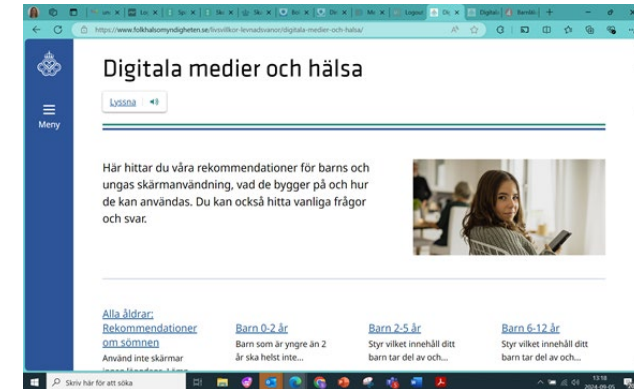 https://www.folkhalsomyndigheten.se/livsvillkor-levnadsvanor/digitala-medier-och-halsa/
Digitala medier och hälsa
Lyssna
Meny
Här hittar du våra rekommendationer för barns och
ungas skärmanvändning, vad de bygger på och hur
de kan användas. Du kan också hitta vanliga frågor
och svar.
Alla åldrar:
Rekommendationer
om sömnen
Använd inte skärmar
Barn 0-2 år
Barn som är yngre än 2
år ska helst inte...
Barn 2-5 år
Styr vilket innehåll ditt
barn tar del av och...
Barn 6-12 år
Styr vilket innehåll ditt
barn tar del av och...
Skriv här för att söka
13:18
2024-09-05